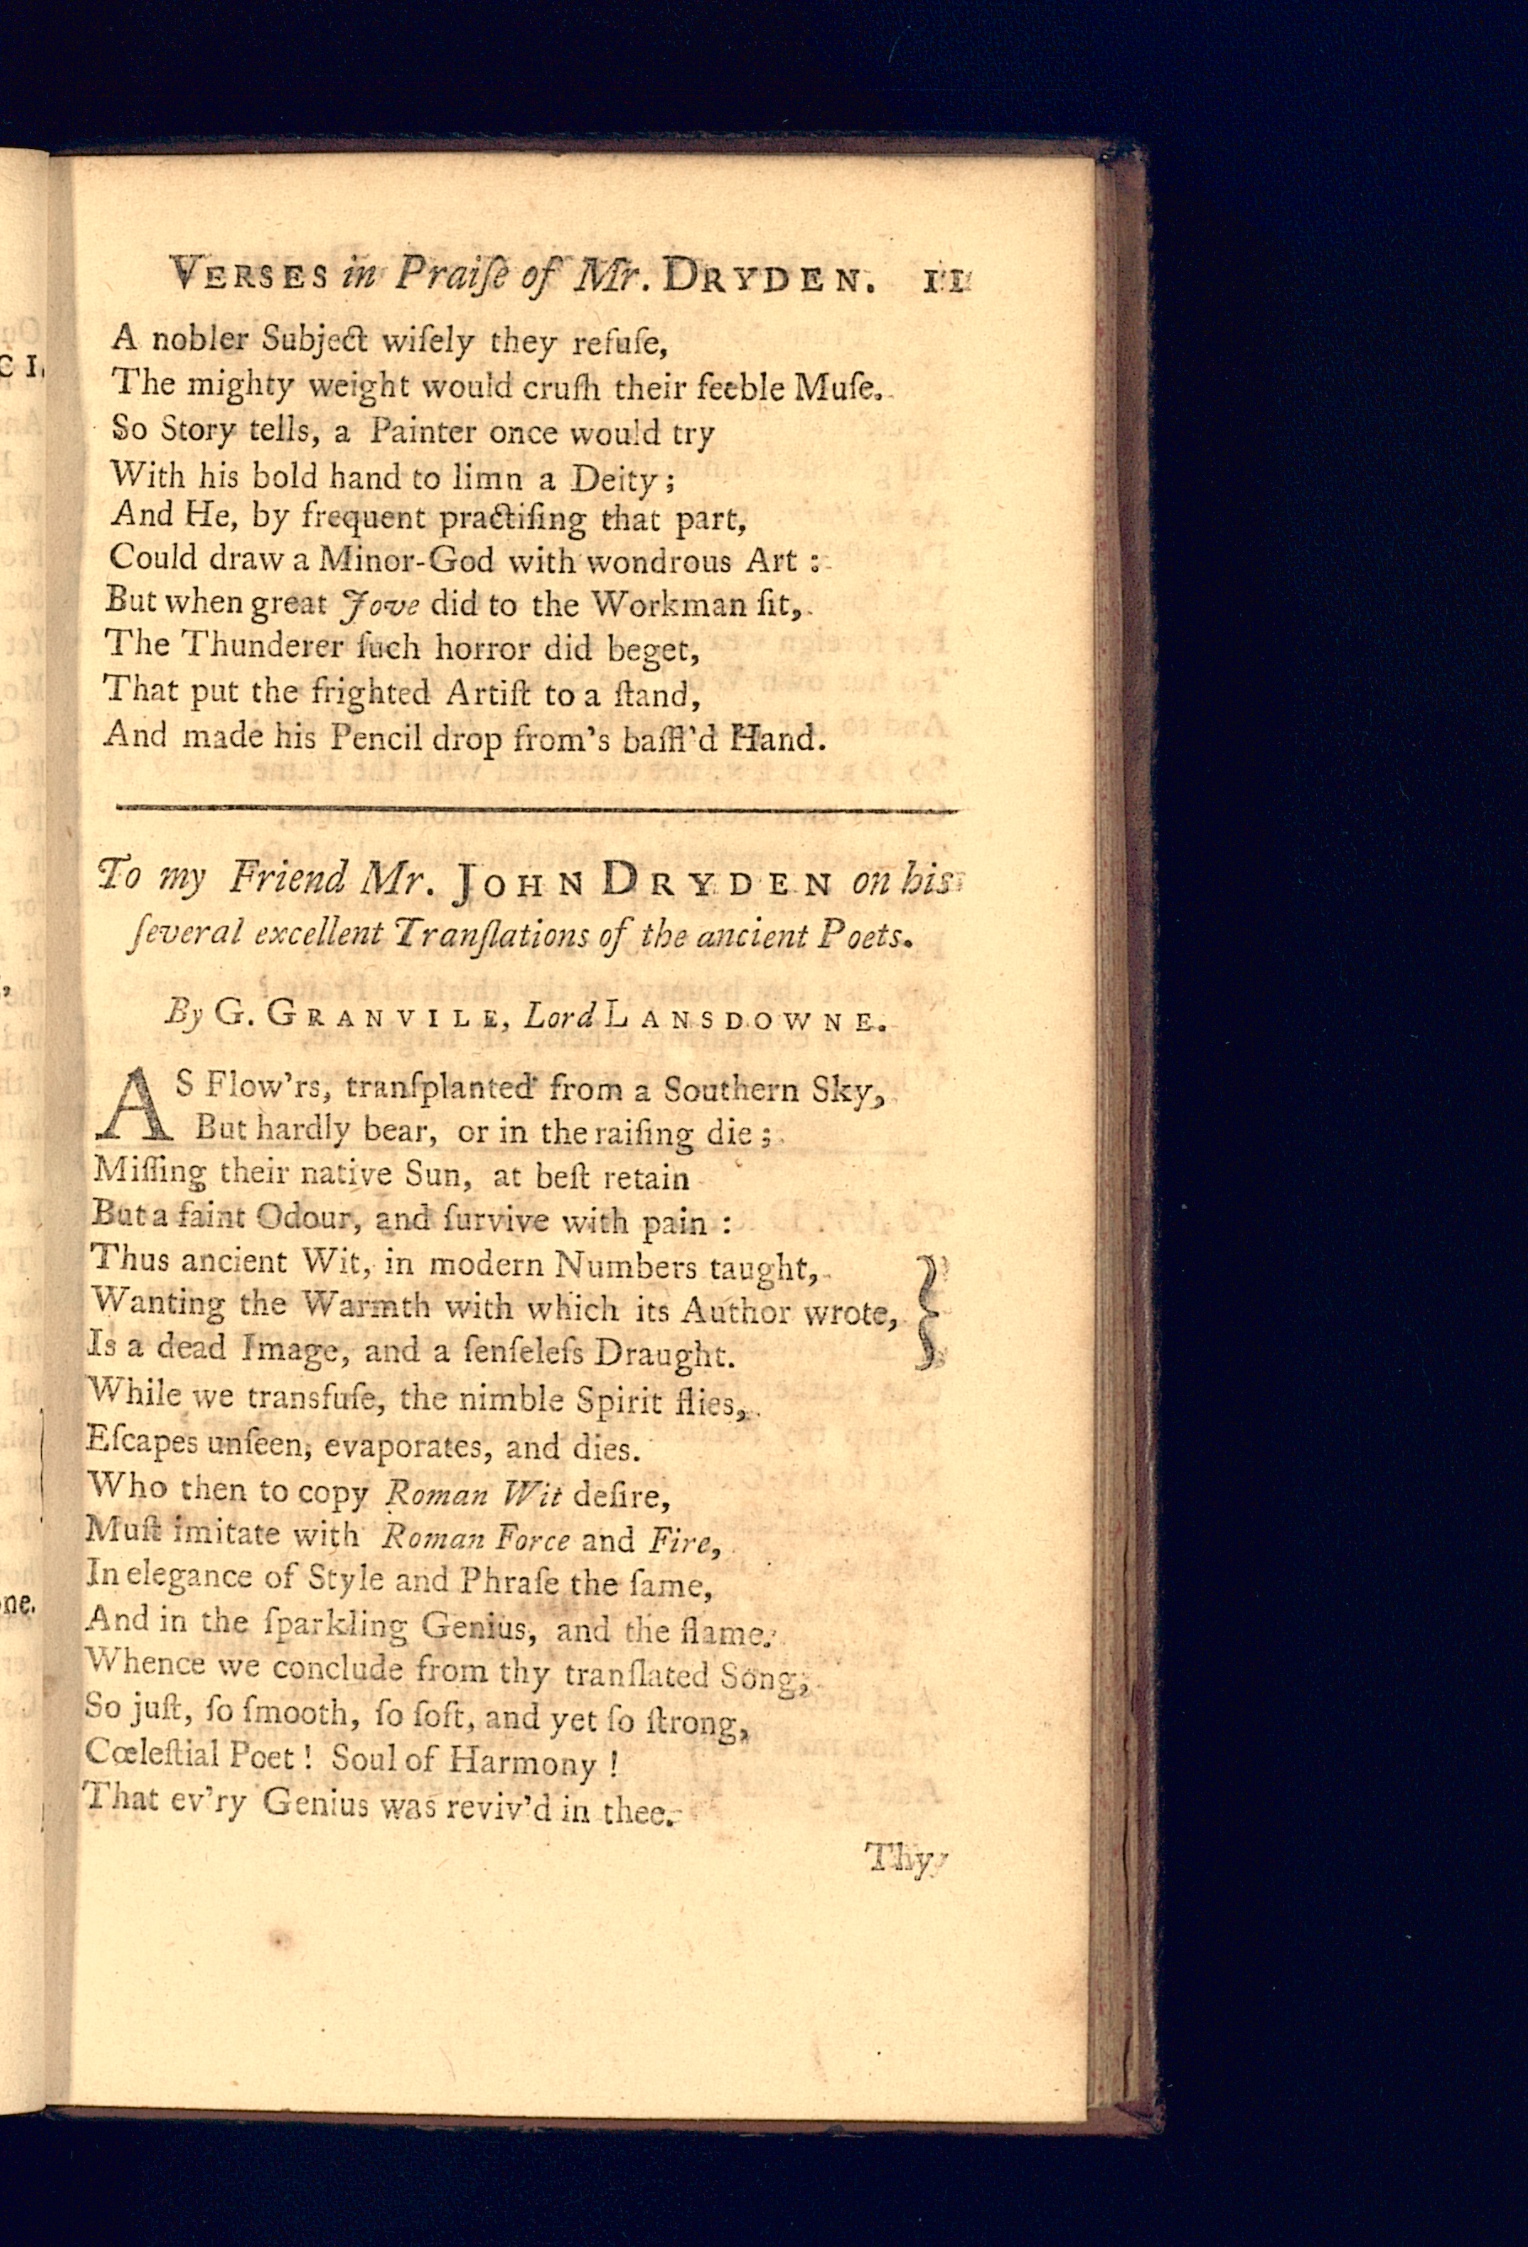 VERSES in Praiſe of Mr. DRYDEN. 11
A nobler Subject wiſely they refuſe,
The mighty weight would cruſh their feeble Muſe.
So Story tells, a Painter once would try
With his bold hand to limn a Deity;
And He, by frequent practiſing that part,
Could draw a Minor-God with wondrous Art:
But when great Jove did to the Workman ſit,
The Thunderer ſuch horror did beget,
That put the frighted Artiſt to a ſtand,
And made his Pencil drop from's baffl'd Hand.
To my Friend Mr. JOHN DRYDEN on his
ſeveral excellent Tranſlations of the ancient Poets.
By G. GRANVILE, Lord LANSDOWNE.
AS Flow'rs, tranſplanted from a Southern Sky,
But hardly bear, or in the raiſing die;
Miſſing their native Sun, at beſt retain
But a faint Odour, and ſurvive with pain:
Thus ancient Wit, in modern Numbers taught,
Wanting the Warmth with which its Author wrote,
Is a dead Image, and a ſenſeleſs Draught.
While we transfuſe, the nimble Spirit flies,
Eſcapes unſeen, evaporates, and dies.
Who then to copy Roman Wit deſire,
Muſt imitate with Roman Force and Fire,
In elegance of Style and Phraſe the ſame,
And in the ſparkling Genius, and the flame.
Whence we conclude from thy tranſlated Song,
So juſt, ſo ſmooth, ſo ſoft, and yet ſo ſtrong,
Cœleſtial Poet! Soul of Harmony!
That ev'ry Genius was reviv'd in thee.
Thy